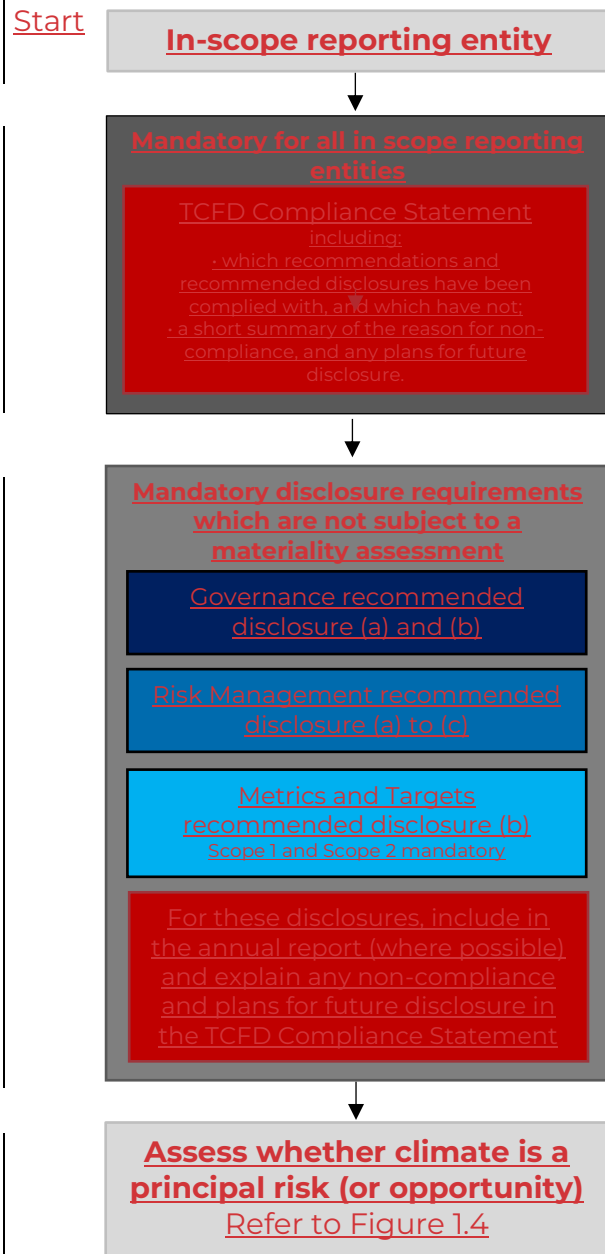 Start
In-scope reporting entity
Mandatory for all in scope reporting
entities
TCFD Compliance Statement
including:
• which recommendations and
recommended disclosures have been
complied with, and which have not;
• a short summary of the reason for non-
compliance, and any plans for future
disclosure.
Mandatory disclosure requirements
which are not subject to a
materiality assessment
Governance recommended
disclosure (a) and (b)
Risk Management recommended
disclosure (a) to (c)
Metrics and Targets
recommended disclosure (b)
Scope 1 and Scope 2 mandatory
For these disclosures, include in
the annual report (where possible)
and explain any non-compliance
and plans for future disclosure in
the TCFD Compliance Statement
Assess whether climate is a
principal risk (or opportunity)
Refer to Figure 1.4